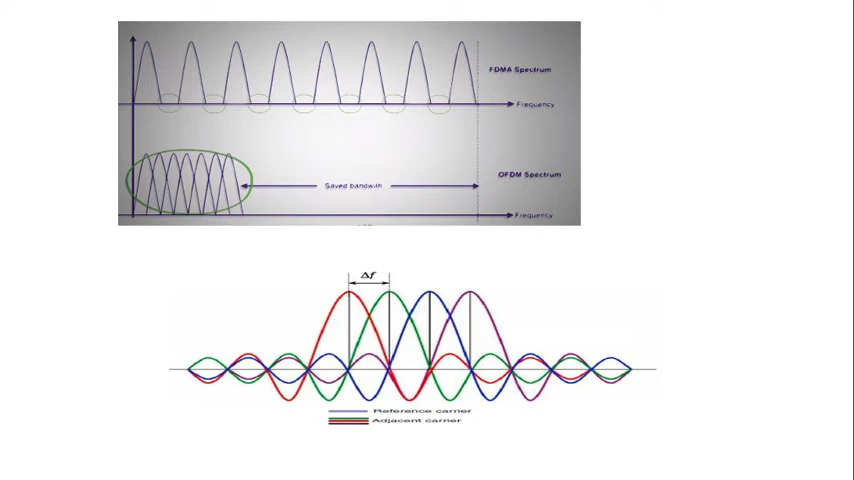 FDMA Spectrum
Frequency
OFDM Spectrum
Saved bandwith
Frequency
Δf
Reference carrier
Adjacent carrier